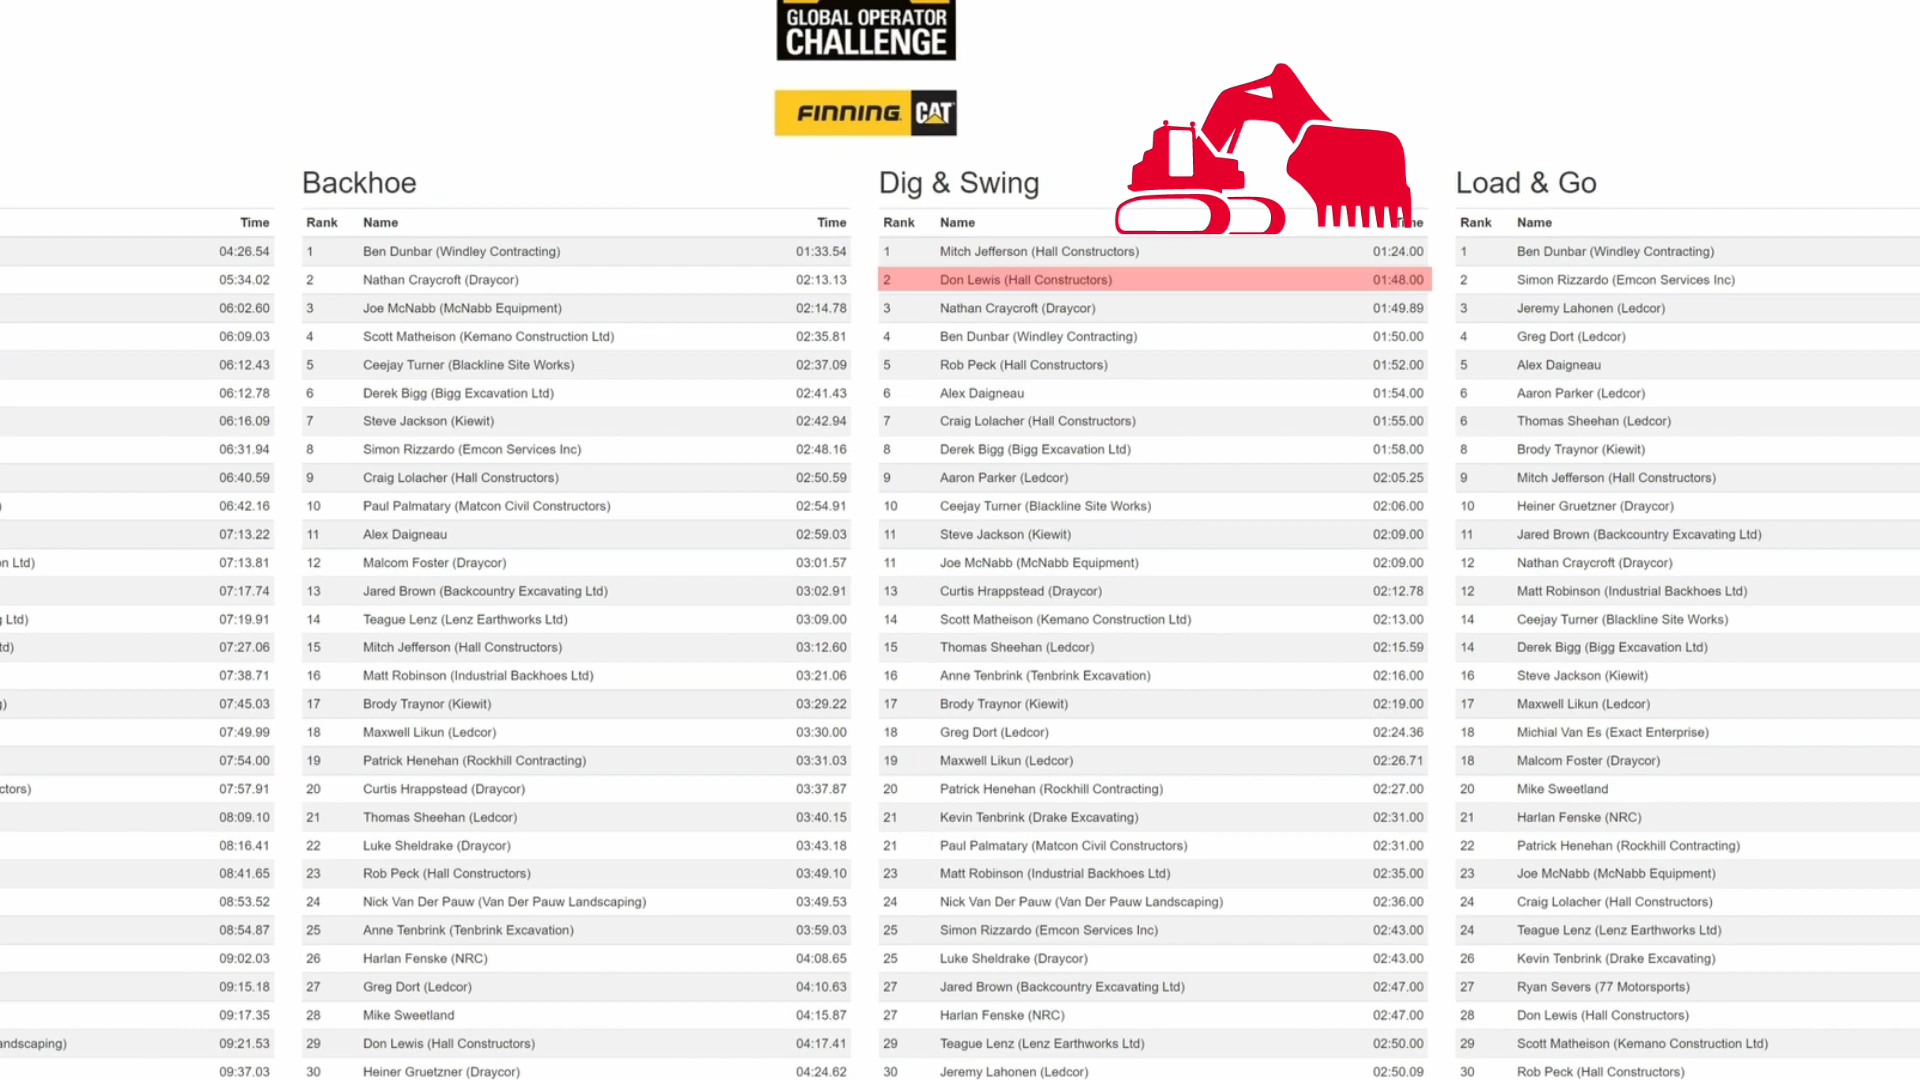 GLOBAL OPERATOR
CHALLENGE
FINNING CAT
Time
04:26.54
05:34.02
06:02.60
06:09.03
06:12.43
06:12.78
06:16.09
06:31.94
06:40.59
) 06:42.16
07:13.22
n Ltd) 07:13.81
07:17.74
Ltd) 07:19.91
td) 07:27.06
07:38.71
) 07:45.03
07:49.99
07:54.00
ctors) 07:57.91
08:09.10
08:16.41
08:41.65
08:53.52
08:54.87
09:02.03
09:15.18
09:17.35
andscaping) 09:21.53
09:37.03
Backhoe
Rank Name Time
1 Ben Dunbar (Windley Contracting) 01:33.54
2 Nathan Craycroft (Draycor) 02:13.13
3 Joe McNabb (McNabb Equipment) 02:14.78
4 Scott Matheison (Kemano Construction Ltd) 02:35.81
5 Ceejay Turner (Blackline Site Works) 02:37.09
6 Derek Bigg (Bigg Excavation Ltd) 02:41.43
7 Steve Jackson (Kiewit) 02:42.94
8 Simon Rizzardo (Emcon Services Inc) 02:48.16
9 Craig Lolacher (Hall Constructors) 02:50.59
10 Paul Palmatary (Matcon Civil Constructors) 02:54.91
11 Alex Daigneau 02:59.03
12 Malcom Foster (Draycor) 03:01.57
13 Jared Brown (Backcountry Excavating Ltd) 03:02.91
14 Teague Lenz (Lenz Earthworks Ltd) 03:09.00
15 Mitch Jefferson (Hall Constructors) 03:12.60
16 Matt Robinson (Industrial Backhoes Ltd) 03:21.06
17 Brody Traynor (Kiewit) 03:29.22
18 Maxwell Likun (Ledcor) 03:30.00
19 Patrick Henehan (Rockhill Contracting) 03:31.03
20 Curtis Hrappstead (Draycor) 03:37.87
21 Thomas Sheehan (Ledcor) 03:40.15
22 Luke Sheldrake (Draycor) 03:43.18
23 Rob Peck (Hall Constructors) 03:49.10
24 Nick Van Der Pauw (Van Der Pauw Landscaping) 03:49.53
25 Anne Tenbrink (Tenbrink Excavation) 03:59.03
26 Harlan Fenske (NRC) 04:08.65
27 Greg Dort (Ledcor) 04:10.63
28 Mike Sweetland 04:15.87
29 Don Lewis (Hall Constructors) 04:17.41
30 Heiner Gruetzner (Draycor) 04:24.62
Dig & Swing
Rank Name Time
1 Mitch Jefferson (Hall Constructors) 01:24.00
2 Don Lewis (Hall Constructors) 01:48.00
3 Nathan Craycroft (Draycor) 01:49.89
4 Ben Dunbar (Windley Contracting) 01:50.00
5 Rob Peck (Hall Constructors) 01:52.00
6 Alex Daigneau 01:54.00
7 Craig Lolacher (Hall Constructors) 01:55.00
8 Derek Bigg (Bigg Excavation Ltd) 01:58.00
9 Aaron Parker (Ledcor) 02:05.25
10 Ceejay Turner (Blackline Site Works) 02:06.00
11 Steve Jackson (Kiewit) 02:09.00
11 Joe McNabb (McNabb Equipment) 02:09.00
13 Curtis Hrappstead (Draycor) 02:12.78
14 Scott Matheison (Kemano Construction Ltd) 02:13.00
15 Thomas Sheehan (Ledcor) 02:15.59
16 Anne Tenbrink (Tenbrink Excavation) 02:16.00
17 Brody Traynor (Kiewit) 02:19.00
18 Greg Dort (Ledcor) 02:24.36
19 Maxwell Likun (Ledcor) 02:26.71
20 Patrick Henehan (Rockhill Contracting) 02:27.00
21 Kevin Tenbrink (Drake Excavating) 02:31.00
21 Paul Palmatary (Matcon Civil Constructors) 02:31.00
23 Matt Robinson (Industrial Backhoes Ltd) 02:35.00
24 Nick Van Der Pauw (Van Der Pauw Landscaping) 02:36.00
25 Simon Rizzardo (Emcon Services Inc) 02:43.00
25 Luke Sheldrake (Draycor) 02:43.00
27 Jared Brown (Backcountry Excavating Ltd) 02:47.00
27 Harlan Fenske (NRC) 02:47.00
29 Teague Lenz (Lenz Earthworks Ltd) 02:50.00
30 Jeremy Lahonen (Ledcor) 02:50.09
Load & Go
Rank Name
1 Ben Dunbar (Windley Contracting)
2 Simon Rizzardo (Emcon Services Inc)
3 Jeremy Lahonen (Ledcor)
4 Greg Dort (Ledcor)
5 Alex Daigneau
6 Aaron Parker (Ledcor)
6 Thomas Sheehan (Ledcor)
8 Brody Traynor (Kiewit)
9 Mitch Jefferson (Hall Constructors)
10 Heiner Gruetzner (Draycor)
11 Jared Brown (Backcountry Excavating Ltd)
12 Nathan Craycroft (Draycor)
12 Matt Robinson (Industrial Backhoes Ltd)
14 Ceejay Turner (Blackline Site Works)
14 Derek Bigg (Bigg Excavation Ltd)
16 Steve Jackson (Kiewit)
17 Maxwell Likun (Ledcor)
18 Michial Van Es (Exact Enterprise)
18 Malcom Foster (Draycor)
20 Mike Sweetland
21 Harlan Fenske (NRC)
22 Patrick Henehan (Rockhill Contracting)
23 Joe McNabb (McNabb Equipment)
24 Craig Lolacher (Hall Constructors)
24 Teague Lenz (Lenz Earthworks Ltd)
26 Kevin Tenbrink (Drake Excavating)
27 Ryan Severs (77 Motorsports)
28 Don Lewis (Hall Constructors)
29 Scott Matheison (Kemano Construction Ltd)
30 Rob Peck (Hall Constructors)